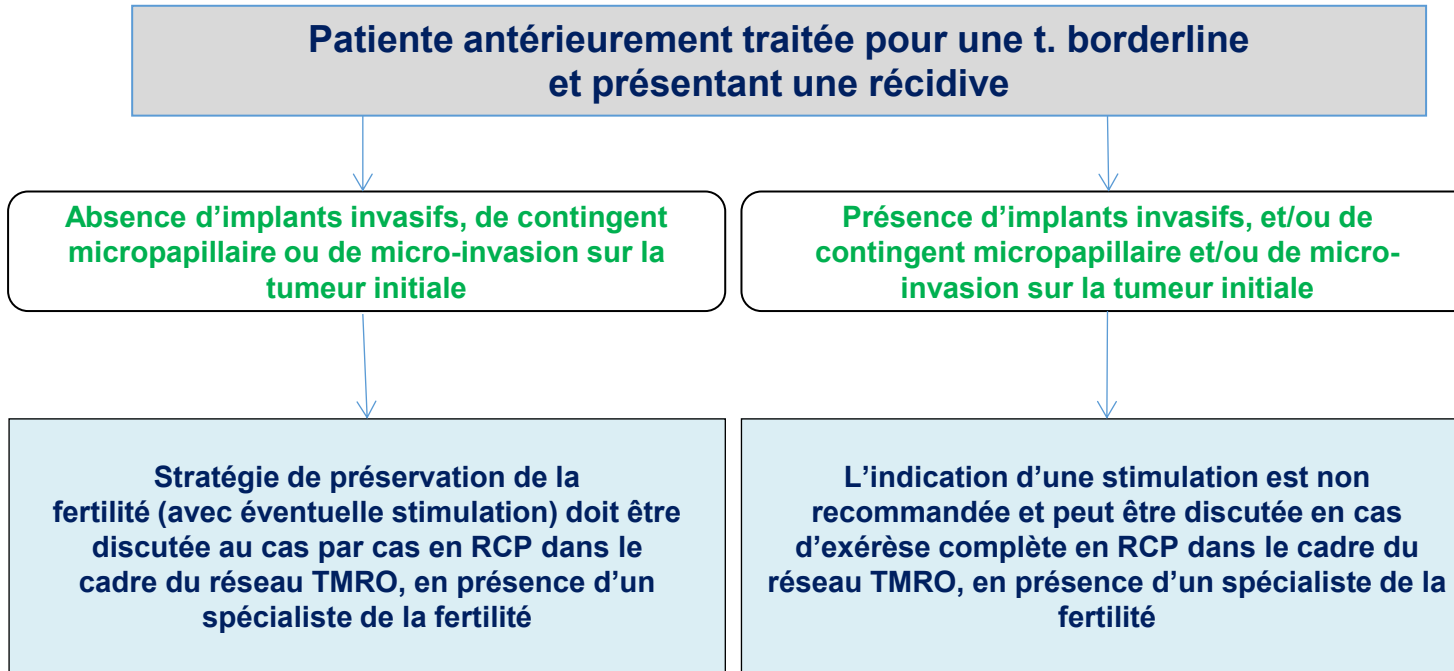 Patiente antérieurement traitée pour une t. borderline
et présentant une récidive
Absence d’implants invasifs, de contingent
micropapillaire ou de micro-invasion sur la
tumeur initiale
Présence d’implants invasifs, et/ou de
contingent micropapillaire et/ou de micro-
invasion sur la tumeur initiale
Stratégie de préservation de la
fertilité (avec éventuelle stimulation) doit être
discutée au cas par cas en RCP dans le
cadre du réseau TMRO, en présence d’un
spécialiste de la fertilité
L’indication d’une stimulation est non
recommandée et peut être discutée en cas
d’exérèse complète en RCP dans le cadre du
réseau TMRO, en présence d’un spécialiste de la
fertilité